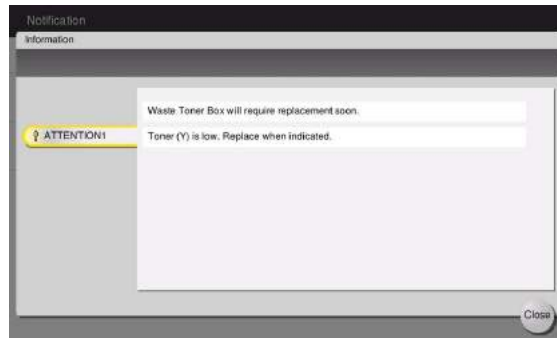 Notification
Information
Waste Toner Box will require replacement soon.
ATTENTION1
Toner (Y) is low. Replace when indicated.
Close